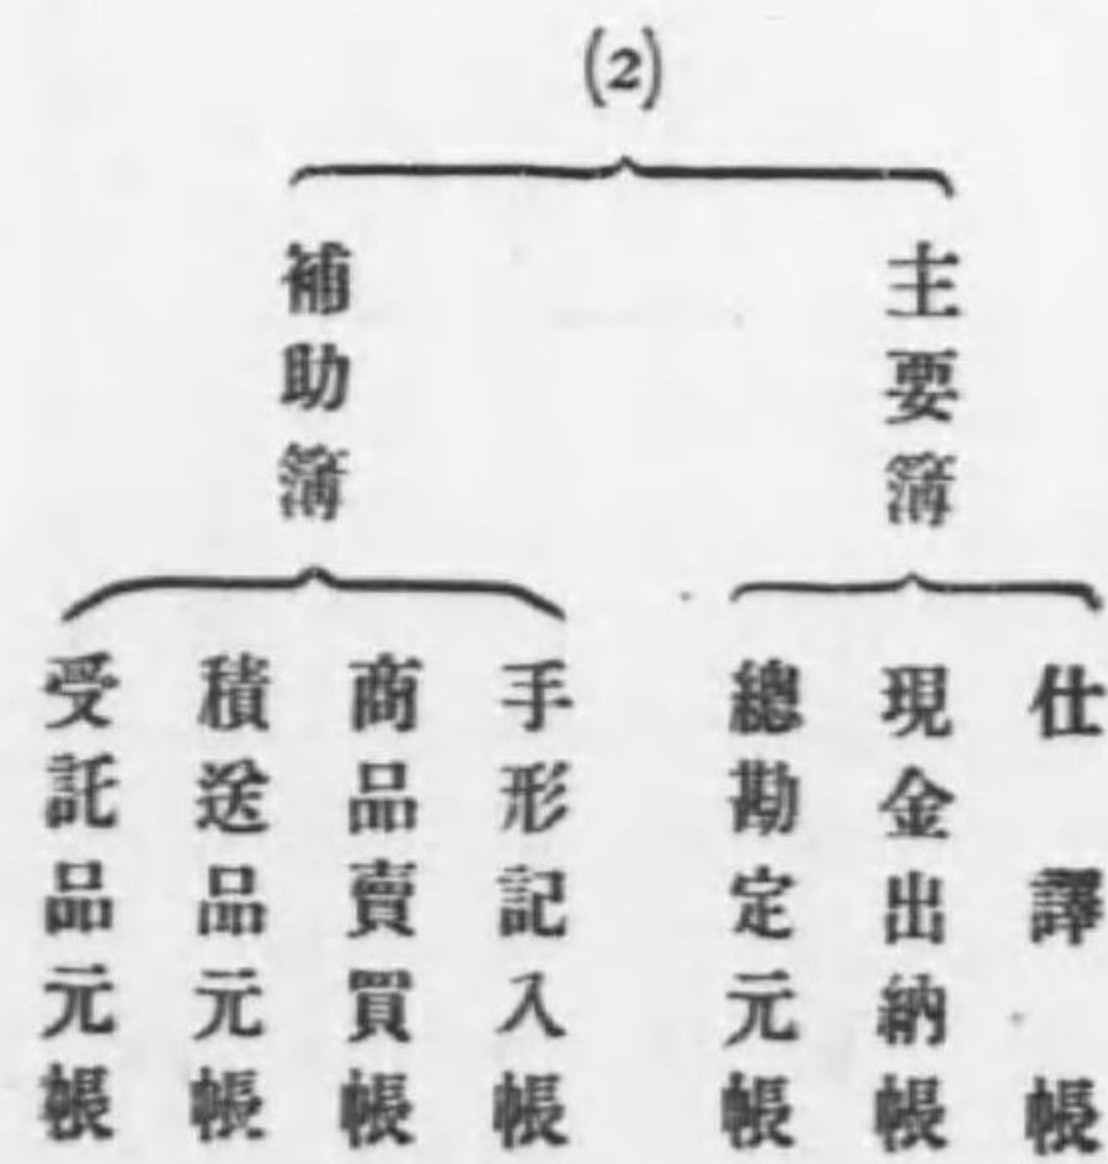 (2)
主要簿
仕譯帳
現金出納帳
總勘定元帳
補助簿
手形記入帳
商品賣買帳
積送品元帳
受託品元帳